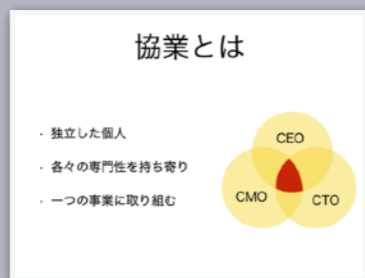 協業とは
・独立した個人
・各々の専門性を持ち寄り
・一つの事業に取り組む
CEO
CMO
CTO